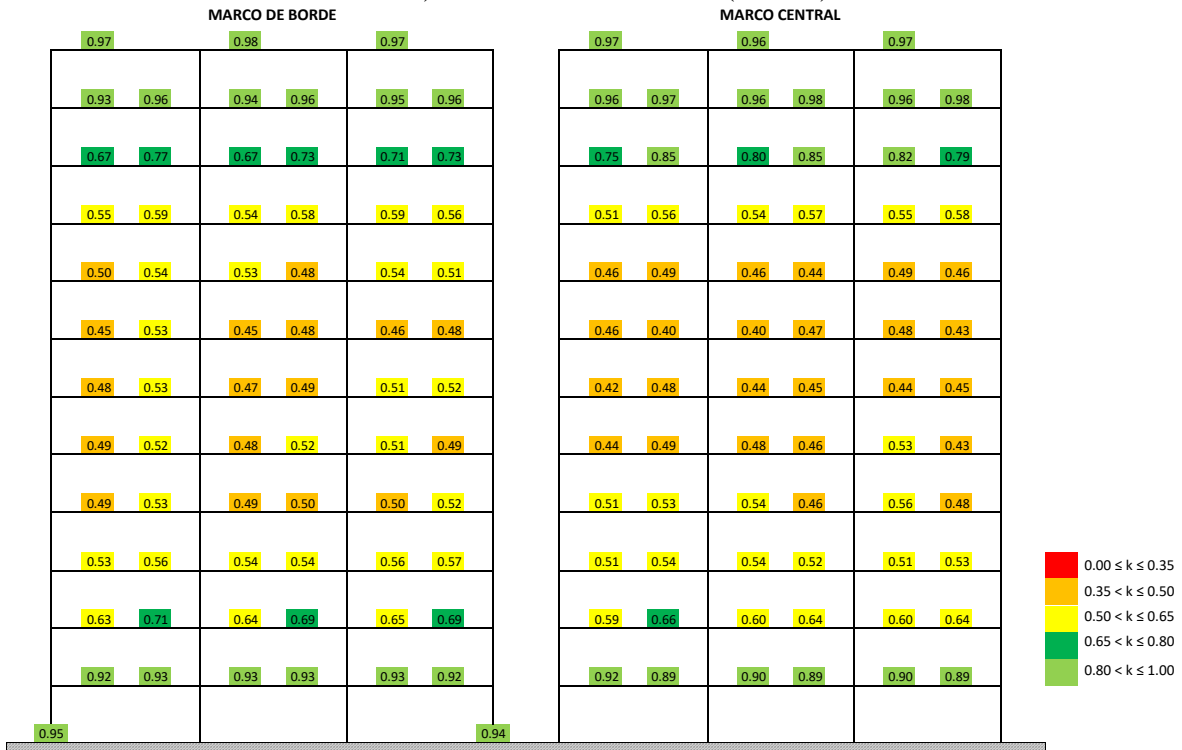 MARCO DE BORDE MARCO CENTRAL
0.97 0.98 0.97 0.97 0.96 0.97
0.93 0.96 0.94 0.96 0.95 0.96 0.96 0.97 0.96 0.98 0.96 0.98
0.67 0.77 0.67 0.73 0.71 0.73 0.75 0.85 0.80 0.85 0.82 0.79
0.55 0.59 0.54 0.58 0.59 0.56 0.51 0.56 0.54 0.57 0.55 0.58
0.50 0.54 0.53 0.48 0.54 0.51 0.46 0.49 0.46 0.44 0.49 0.46
0.45 0.53 0.45 0.48 0.46 0.48 0.46 0.40 0.40 0.47 0.48 0.43
0.48 0.53 0.47 0.49 0.51 0.52 0.42 0.48 0.44 0.45 0.44 0.45
0.49 0.52 0.48 0.52 0.51 0.49 0.44 0.49 0.48 0.46 0.53 0.43
0.49 0.53 0.49 0.50 0.50 0.52 0.51 0.53 0.54 0.46 0.56 0.48
0.53 0.56 0.54 0.54 0.56 0.57 0.51 0.54 0.54 0.52 0.51 0.53
0.63 0.71 0.64 0.69 0.65 0.69 0.59 0.66 0.60 0.64 0.60 0.64
0.92 0.93 0.93 0.93 0.93 0.92 0.92 0.89 0.90 0.89 0.90 0.89
0.95 0.94
0.00 ≤ k ≤ 0.35
0.35 < k ≤ 0.50
0.50 < k ≤ 0.65
0.65 < k ≤ 0.80
0.80 < k ≤ 1.00